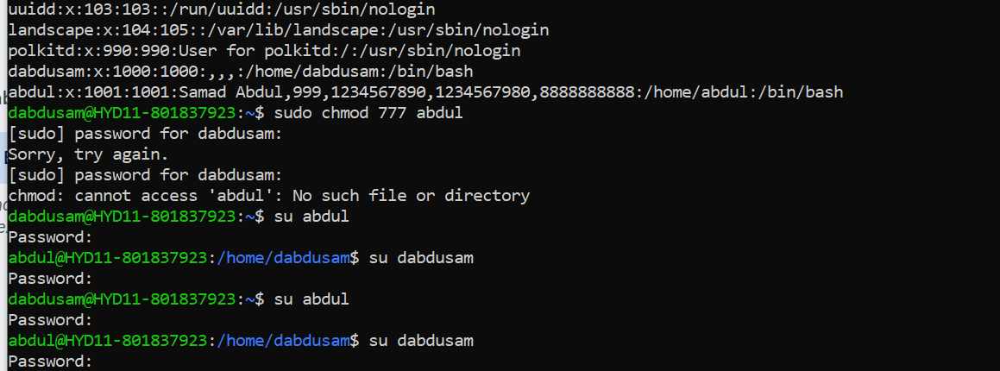 uuidd:x:103:103::/run/uuidd:/usr/sbin/nologin
landscape:x:104:105::/var/lib/landscape:/usr/sbin/nologin
polkitd:x:990:990:User for polkitd:/:/usr/sbin/nologin
dabdusam:x:1000:1000:,,,:/home/dabdusam:/bin/bash
abdul:x:1001:1001:Samad Abdul,999,1234567890,1234567980,8888888888:/home/abdul:/bin/bash
dabdusam@HYD11-801837923:~$ sudo chmod 777 abdul
[sudo] password for dabdusam:
Sorry, try again.
[sudo] password for dabdusam:
chmod: cannot access 'abdul': No such file or directory
dabdusam@HYD11-801837923:~$ su abdul
Password:
abdul@HYD11-801837923:/home/dabdusam$ su dabdusam
Password:
dabdusam@HYD11-801837923:~$ su abdul
Password:
abdul@HYD11-801837923:/home/dabdusam$ su dabdusam
Password: